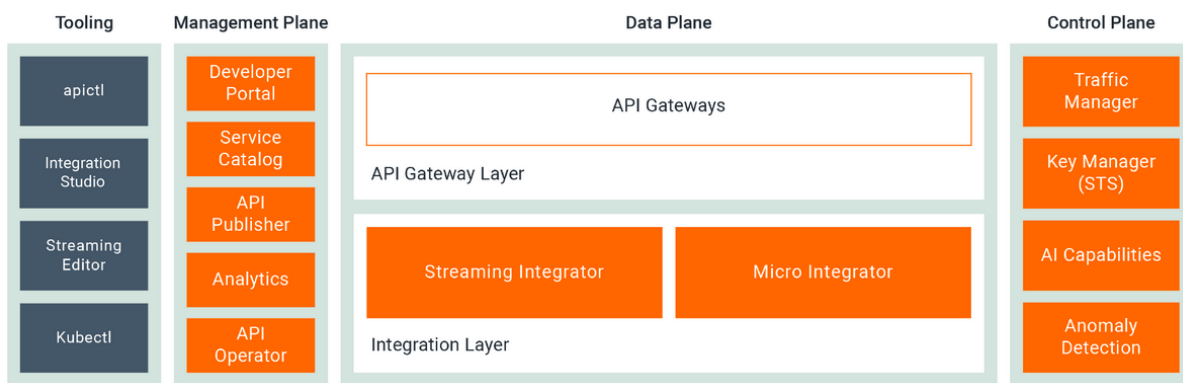 Tooling
apictl
Integration
Studio
Streaming
Editor
Kubectl
Management Plane
Developer
Portal
Service
Catalog
API
Publisher
Analytics
API
Operator
Data Plane
API Gateways
API Gateway Layer
Streaming Integrator
Micro Integrator
Integration Layer
Control Plane
Traffic
Manager
Key Manager
(STS)
AI Capabilities
Anomaly
Detection